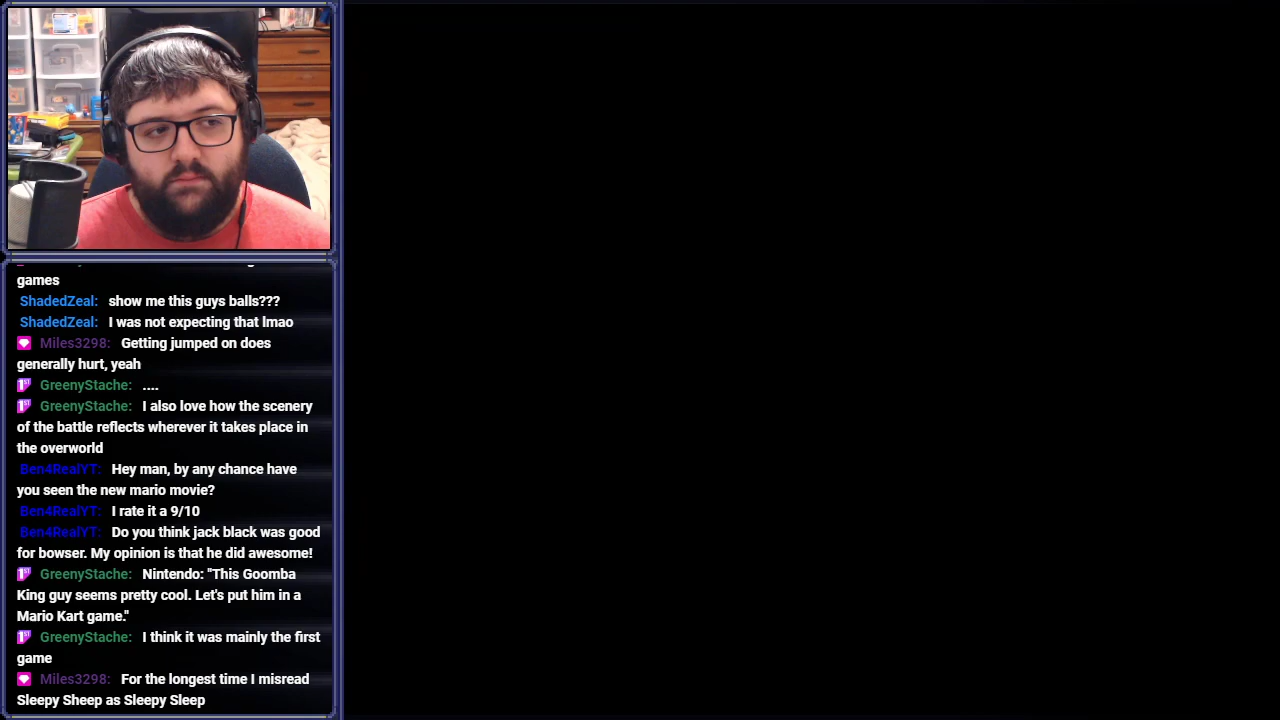 games
ShadedZeal: show me this guys balls???
ShadedZeal: I was not expecting that lmao
Miles3298: Getting jumped on does
generally hurt, yeah
1ST GreenyStache: ....
1ST GreenyStache: I also love how the scenery
of the battle reflects wherever it takes place in
the overworld
Ben4RealYT: Hey man, by any chance have
you seen the new mario movie?
Ben4RealYT: I rate it a 9/10
Ben4RealYT: Do you think jack black was good
for bowser. My opinion is that he did awesome!
1ST GreenyStache: Nintendo: "This Goomba
King guy seems pretty cool. Let's put him in a
Mario Kart game."
1ST GreenyStache: I think it was mainly the first
game
Miles3298: For the longest time I misread
Sleepy Sheep as Sleepy Sleep